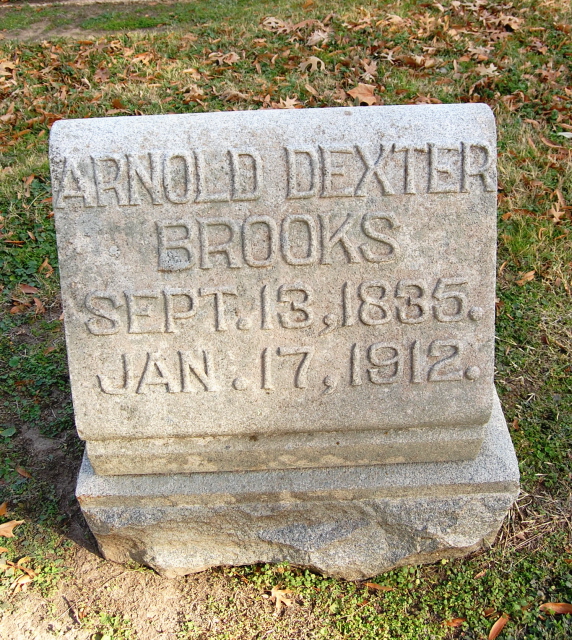 ARNOLD DEXTER
BROOKS
SEPT. 13, 1835.
JAN. 17, 1912.